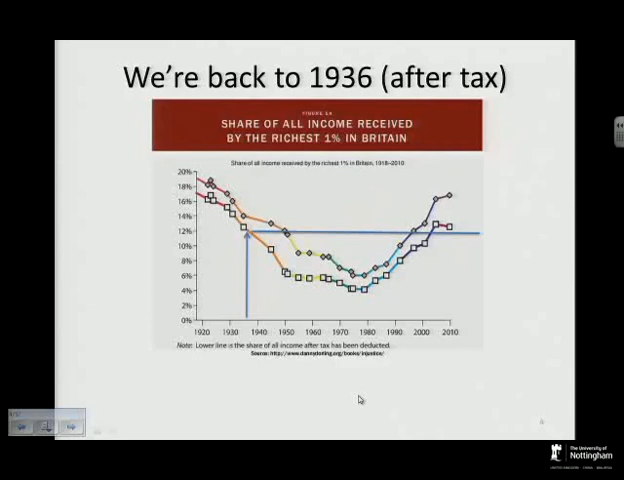 We're back to 1936 (after tax)
SHARE OF ALL INCOME RECEIVED
BY THE RICHEST 1% IN BRITAIN
Share of all income received by the richest 1% in Britain, 1918–2010
20%
18%
16%
14%
12%
10%
8%
6%
4%
2%
0%
1920 1930 1940 1950 1960 1970 1980 1990 2000 2010
Note: Lower line is the share of all income after tax has been deducted.
Source: http://www.dannydorling.org/books/injustice/
The University of
Nottingham